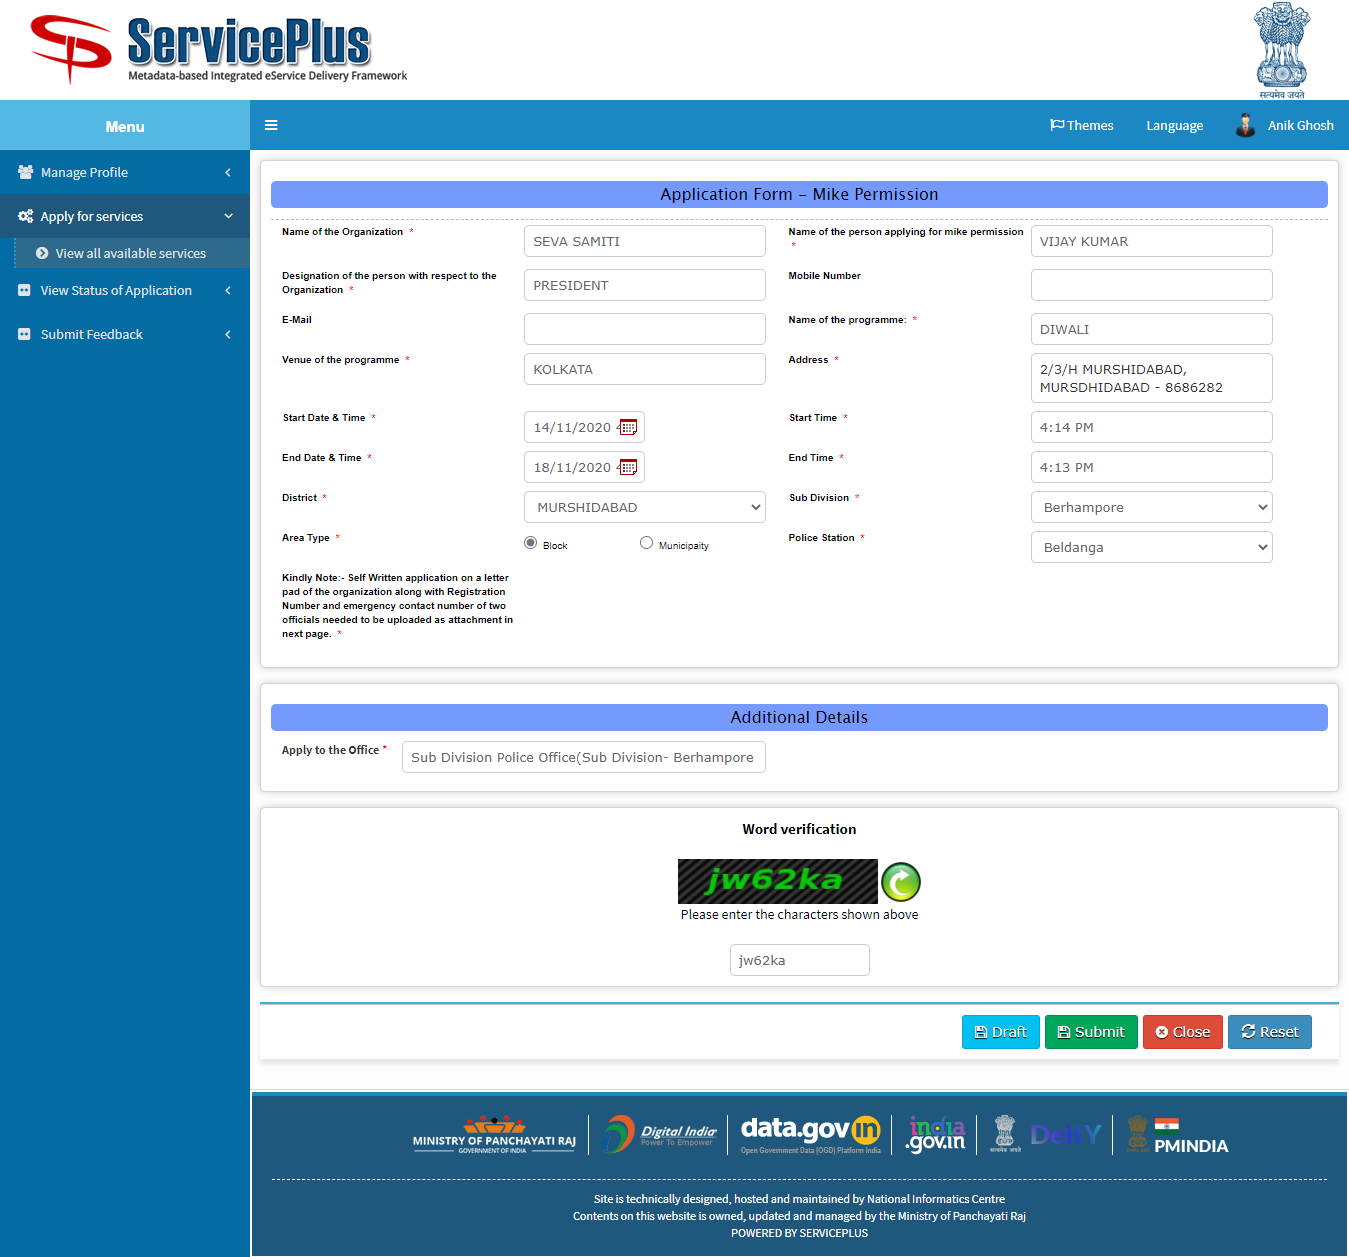 ServicePlus
Metadata-based Integrated eService Delivery Framework
सत्यमेव जयते
Menu
Themes
Language
Anik Ghosh
Manage Profile
Apply for services
View all available services
View Status of Application
Submit Feedback
Application Form – Mike Permission
Name of the Organization *
SEVA SAMITI
Name of the person applying for mike permission
*
VIJAY KUMAR
Designation of the person with respect to the
Organization *
PRESIDENT
Mobile Number
E-Mail
Name of the programme: *
DIWALI
Venue of the programme *
KOLKATA
Address *
2/3/H MURSHIDABAD,
MURSDHIDABAD - 8686282
Start Date & Time *
14/11/2020
Start Time *
4:14 PM
End Date & Time *
18/11/2020
End Time *
4:13 PM
District *
MURSHIDABAD
Sub Division *
Berhampore
Area Type *
Block
Municipaity
Police Station *
Beldanga
Kindly Note:- Self Written application on a letter
pad of the organization along with Registration
Number and emergency contact number of two
officials needed to be uploaded as attachment in
next page. *
Additional Details
Apply to the Office *
Sub Division Police Office(Sub Division- Berhampore
Word verification
jw62ka
Please enter the characters shown above
jw62ka
Draft
Submit
Close
Reset
MINISTRY OF PANCHAYATI RAJ
GOVERNMENT OF INDIA
Digital India
Power To Empower
data.gov in
Open Government Data (OGD) Platform India
india
.gov.in
सत्यमेव जयते
DeitY
PMINDIA
Site is technically designed, hosted and maintained by National Informatics Centre
Contents on this website is owned, updated and managed by the Ministry of Panchayati Raj
POWERED BY SERVICEPLUS